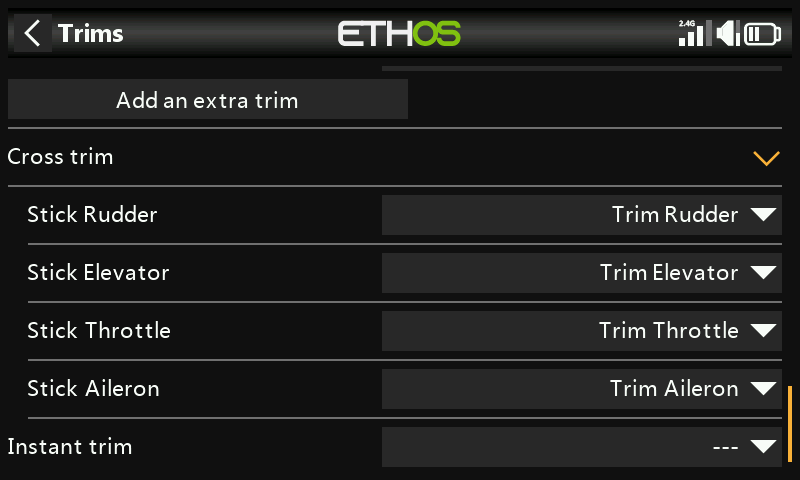 Trims
ETHOS
2.4G
Add an extra trim
Cross trim
Stick Rudder Trim Rudder
Stick Elevator Trim Elevator
Stick Throttle Trim Throttle
Stick Aileron Trim Aileron
Instant trim ---